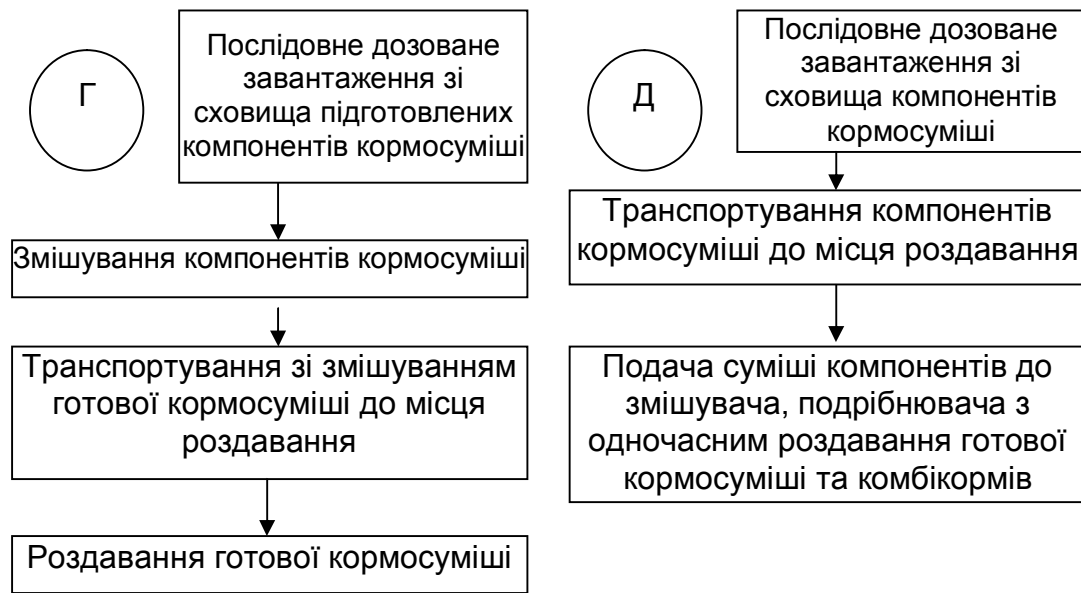 Г
Послідовне дозоване
завантаження зі
сховища підготовлених
компонентів кормосуміші
Змішування компонентів кормосуміші
Транспортування зі змішуванням
готової кормосуміші до місця
роздавання
Роздавання готової кормосуміші
Д
Послідовне дозоване
завантаження зі
сховища компонентів
кормосуміші
Транспортування компонентів
кормосуміші до місця роздавання
Подача суміші компонентів до
змішувача, подрібнювача з
одночасним роздавання готової
кормосуміші та комбікормів